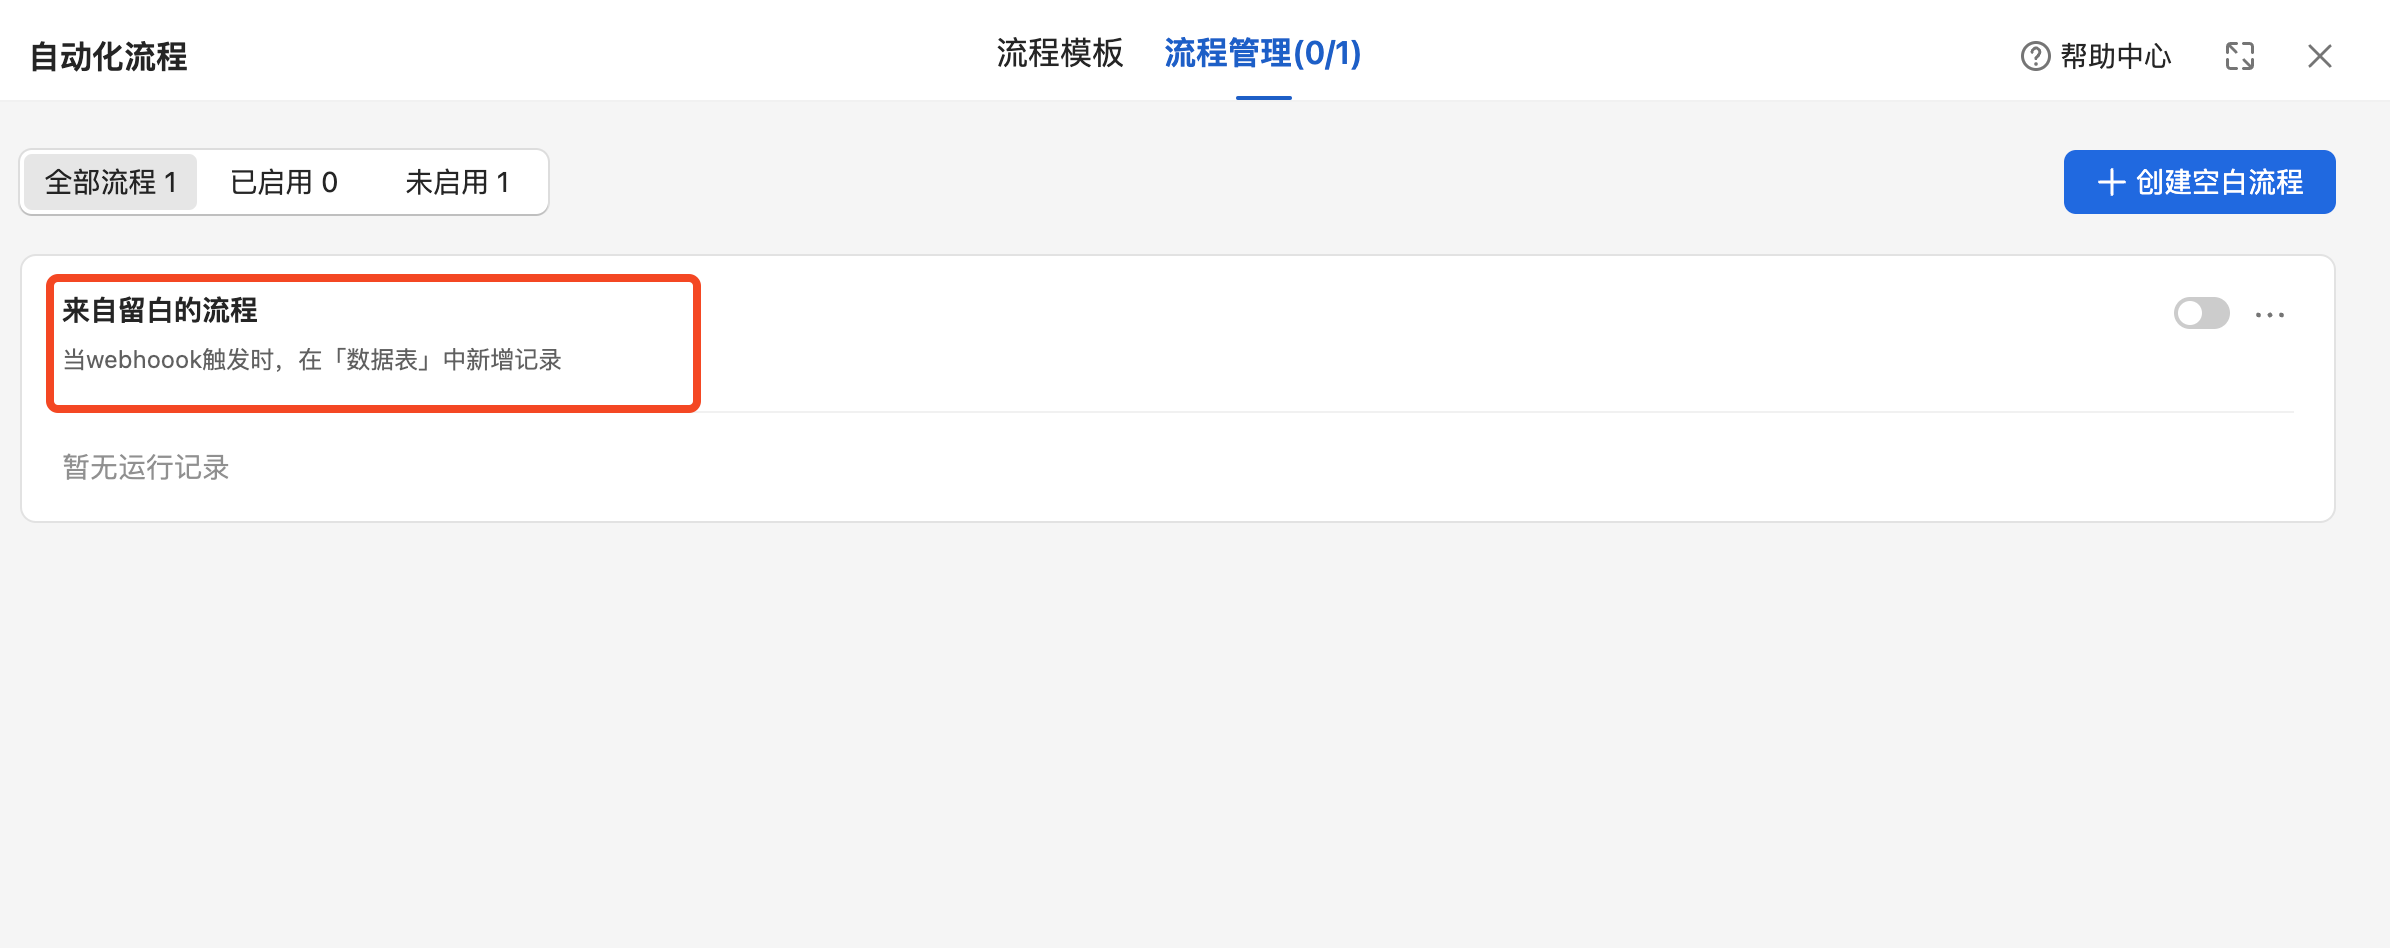 自动化流程
流程模板 流程管理(0/1)
帮助中心
全部流程 1 已启用 0 未启用 1
创建空白流程
来自留白的流程
当webhoook触发时，在「数据表」中新增记录
暂无运行记录